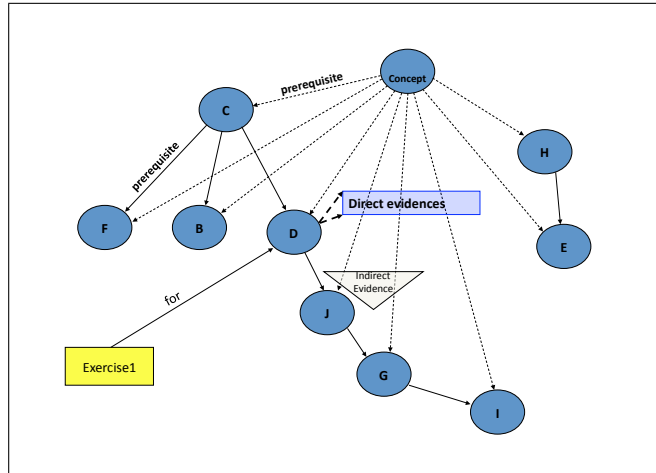 Concept
prerequisite
C
prerequisite
H
F
B
D
Direct evidences
E
Indirect
Evidence
for
J
Exercise1
G
I